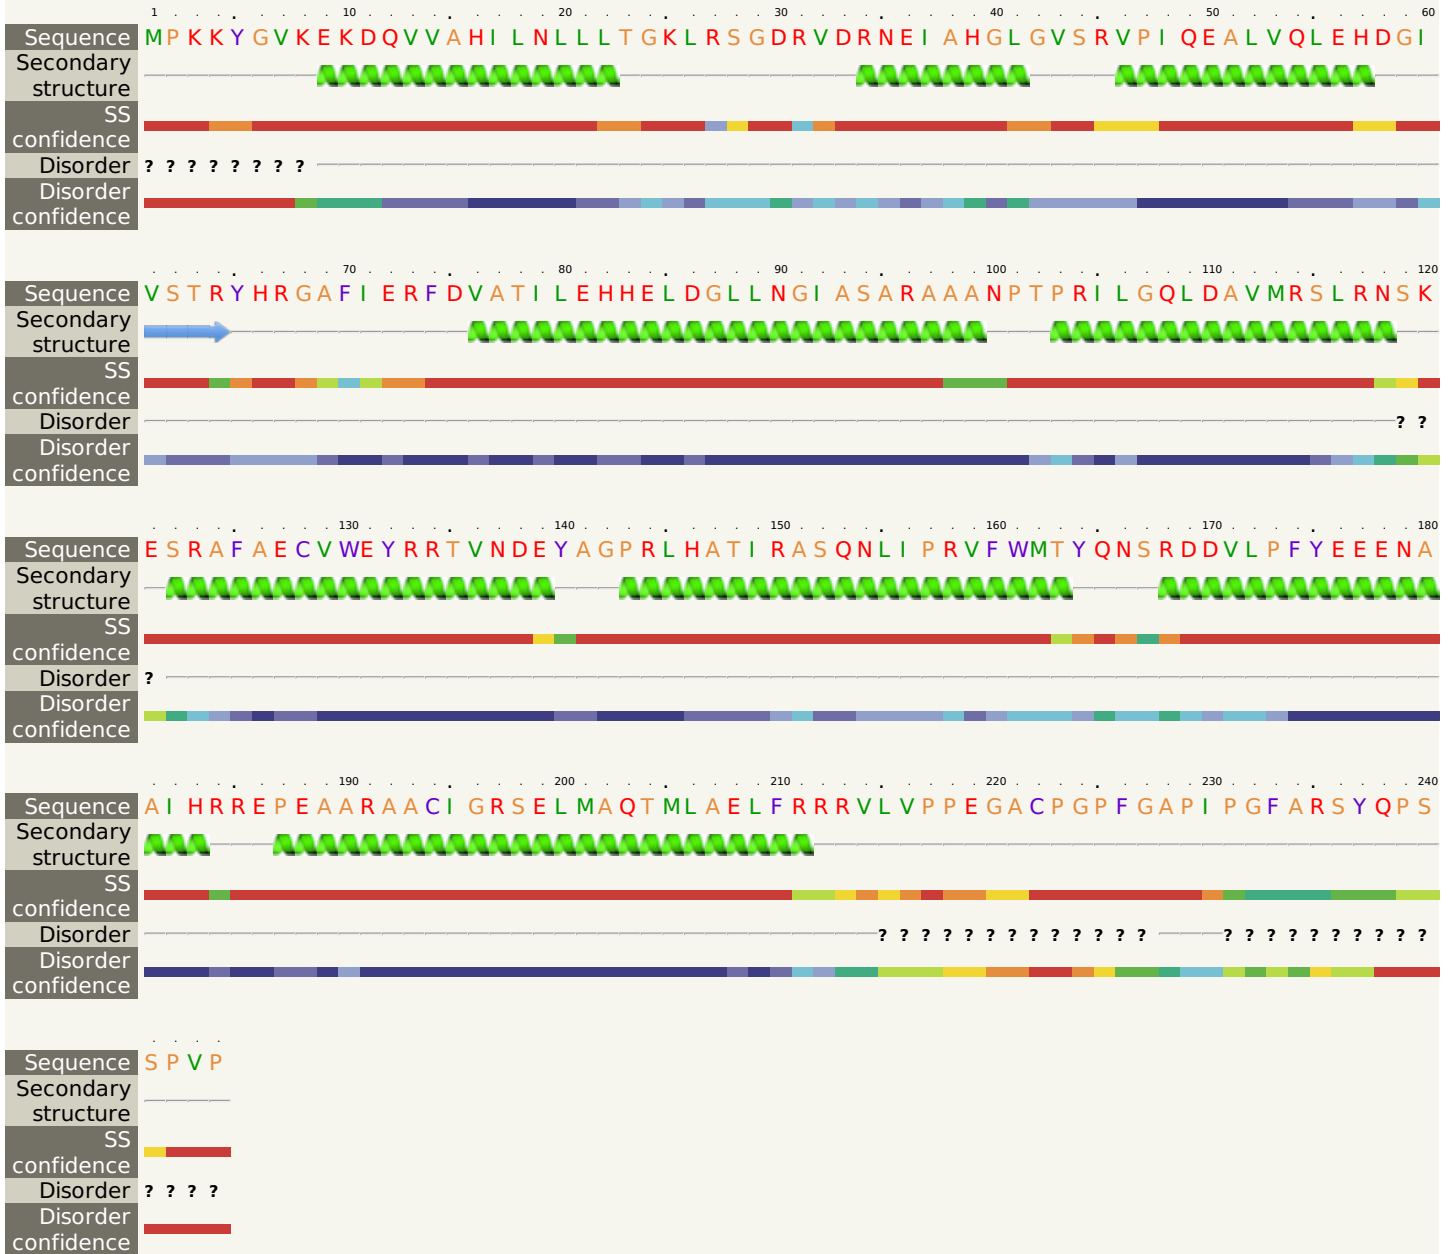 1 10 20 30 40 50 60
Sequence MPKKYGVKEKDQVVAHILNLLLTGKLRSGDRVDRNEIAHGLGVSRVPIQEALVQLEHDGI
Secondary
structure
SS
confidence
Disorder ? ? ? ? ? ? ? ?
Disorder
confidence
70 80 90 100 110 120
Sequence VSTRYHRGAFIERFDVATILEHHELDGLLNGIASARAAANPTPRILGQLDAVMRSLRNSK
Secondary
structure
SS
confidence
Disorder ? ?
Disorder
confidence
130 140 150 160 170 180
Sequence ESRAFAECVWEYRRTVNDEYAGPRLHATIRASQNLIPRVFWMTYQNSRDDVLPFYEEENA
Secondary
structure
SS
confidence
Disorder ?
Disorder
confidence
190 200 210 220 230 240
Sequence AIHRREPEAARAACIGRSELMAQTMLAELFRRRVLVPPEGACPGPFGAPIPGFARSYQPS
Secondary
structure
SS
confidence
Disorder ? ? ? ? ? ? ? ? ? ? ? ? ? ? ? ? ? ? ? ? ? ? ?
Disorder
confidence
Sequence SPVP
Secondary
structure
SS
confidence
Disorder ? ? ? ?
Disorder
confidence